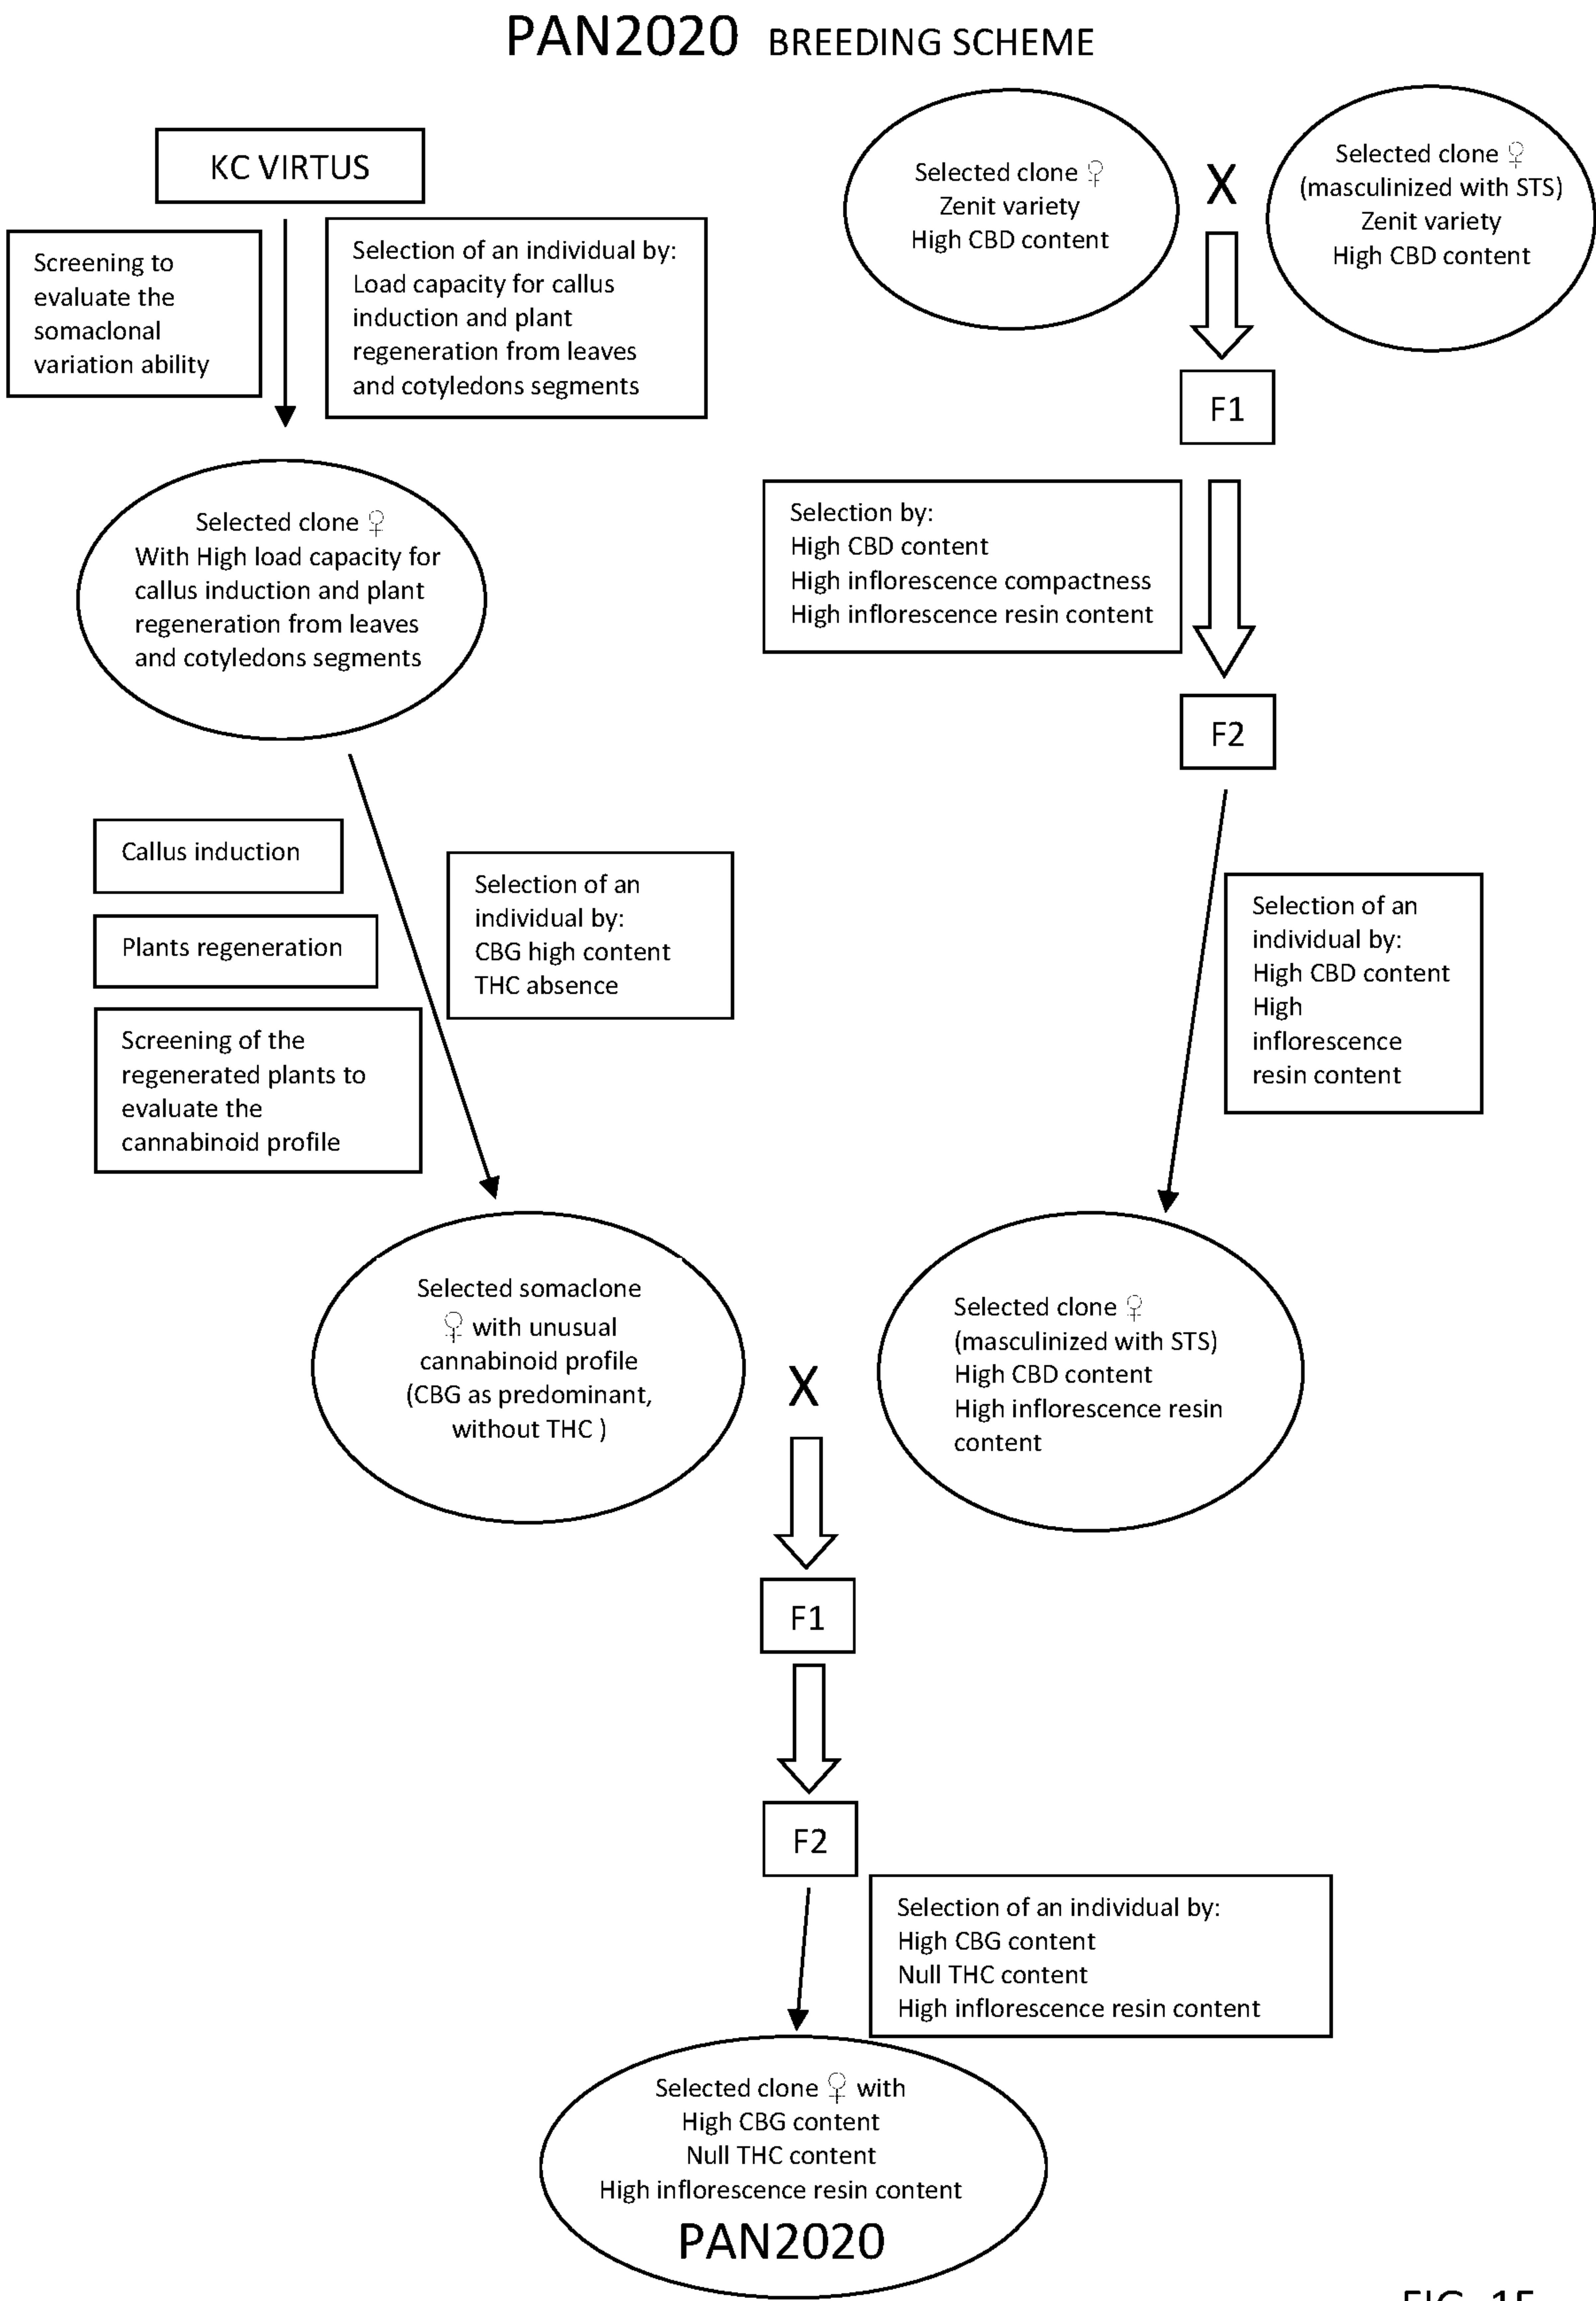 PAN2020 BREEDING SCHEME
KC VIRTUS
Screening to
evaluate the
somaclonal
variation ability
Selection of an individual by:
Load capacity for callus
induction and plant
regeneration from leaves
and cotyledons segments
Selected clone ♀
Zenit variety
High CBD content
X
Selected clone ♀
(masculinized with STS)
Zenit variety
High CBD content
F1
Selected clone ♀
With High load capacity for
callus induction and plant
regeneration from leaves
and cotyledons segments
Selection by:
High CBD content
High inflorescence compactness
High inflorescence resin content
F2
Callus induction
Plants regeneration
Screening of the
regenerated plants to
evaluate the
cannabinoid profile
Selection of an
individual by:
CBG high content
THC absence
Selection of an
individual by:
High CBD content
High
inflorescence
resin content
Selected somaclone
♀ with unusual
cannabinoid profile
(CBG as predominant,
without THC )
X
Selected clone ♀
(masculinized with STS)
High CBD content
High inflorescence resin
content
F1
F2
Selection of an individual by:
High CBG content
Null THC content
High inflorescence resin content
Selected clone ♀ with
High CBG content
Null THC content
High inflorescence resin content
PAN2020